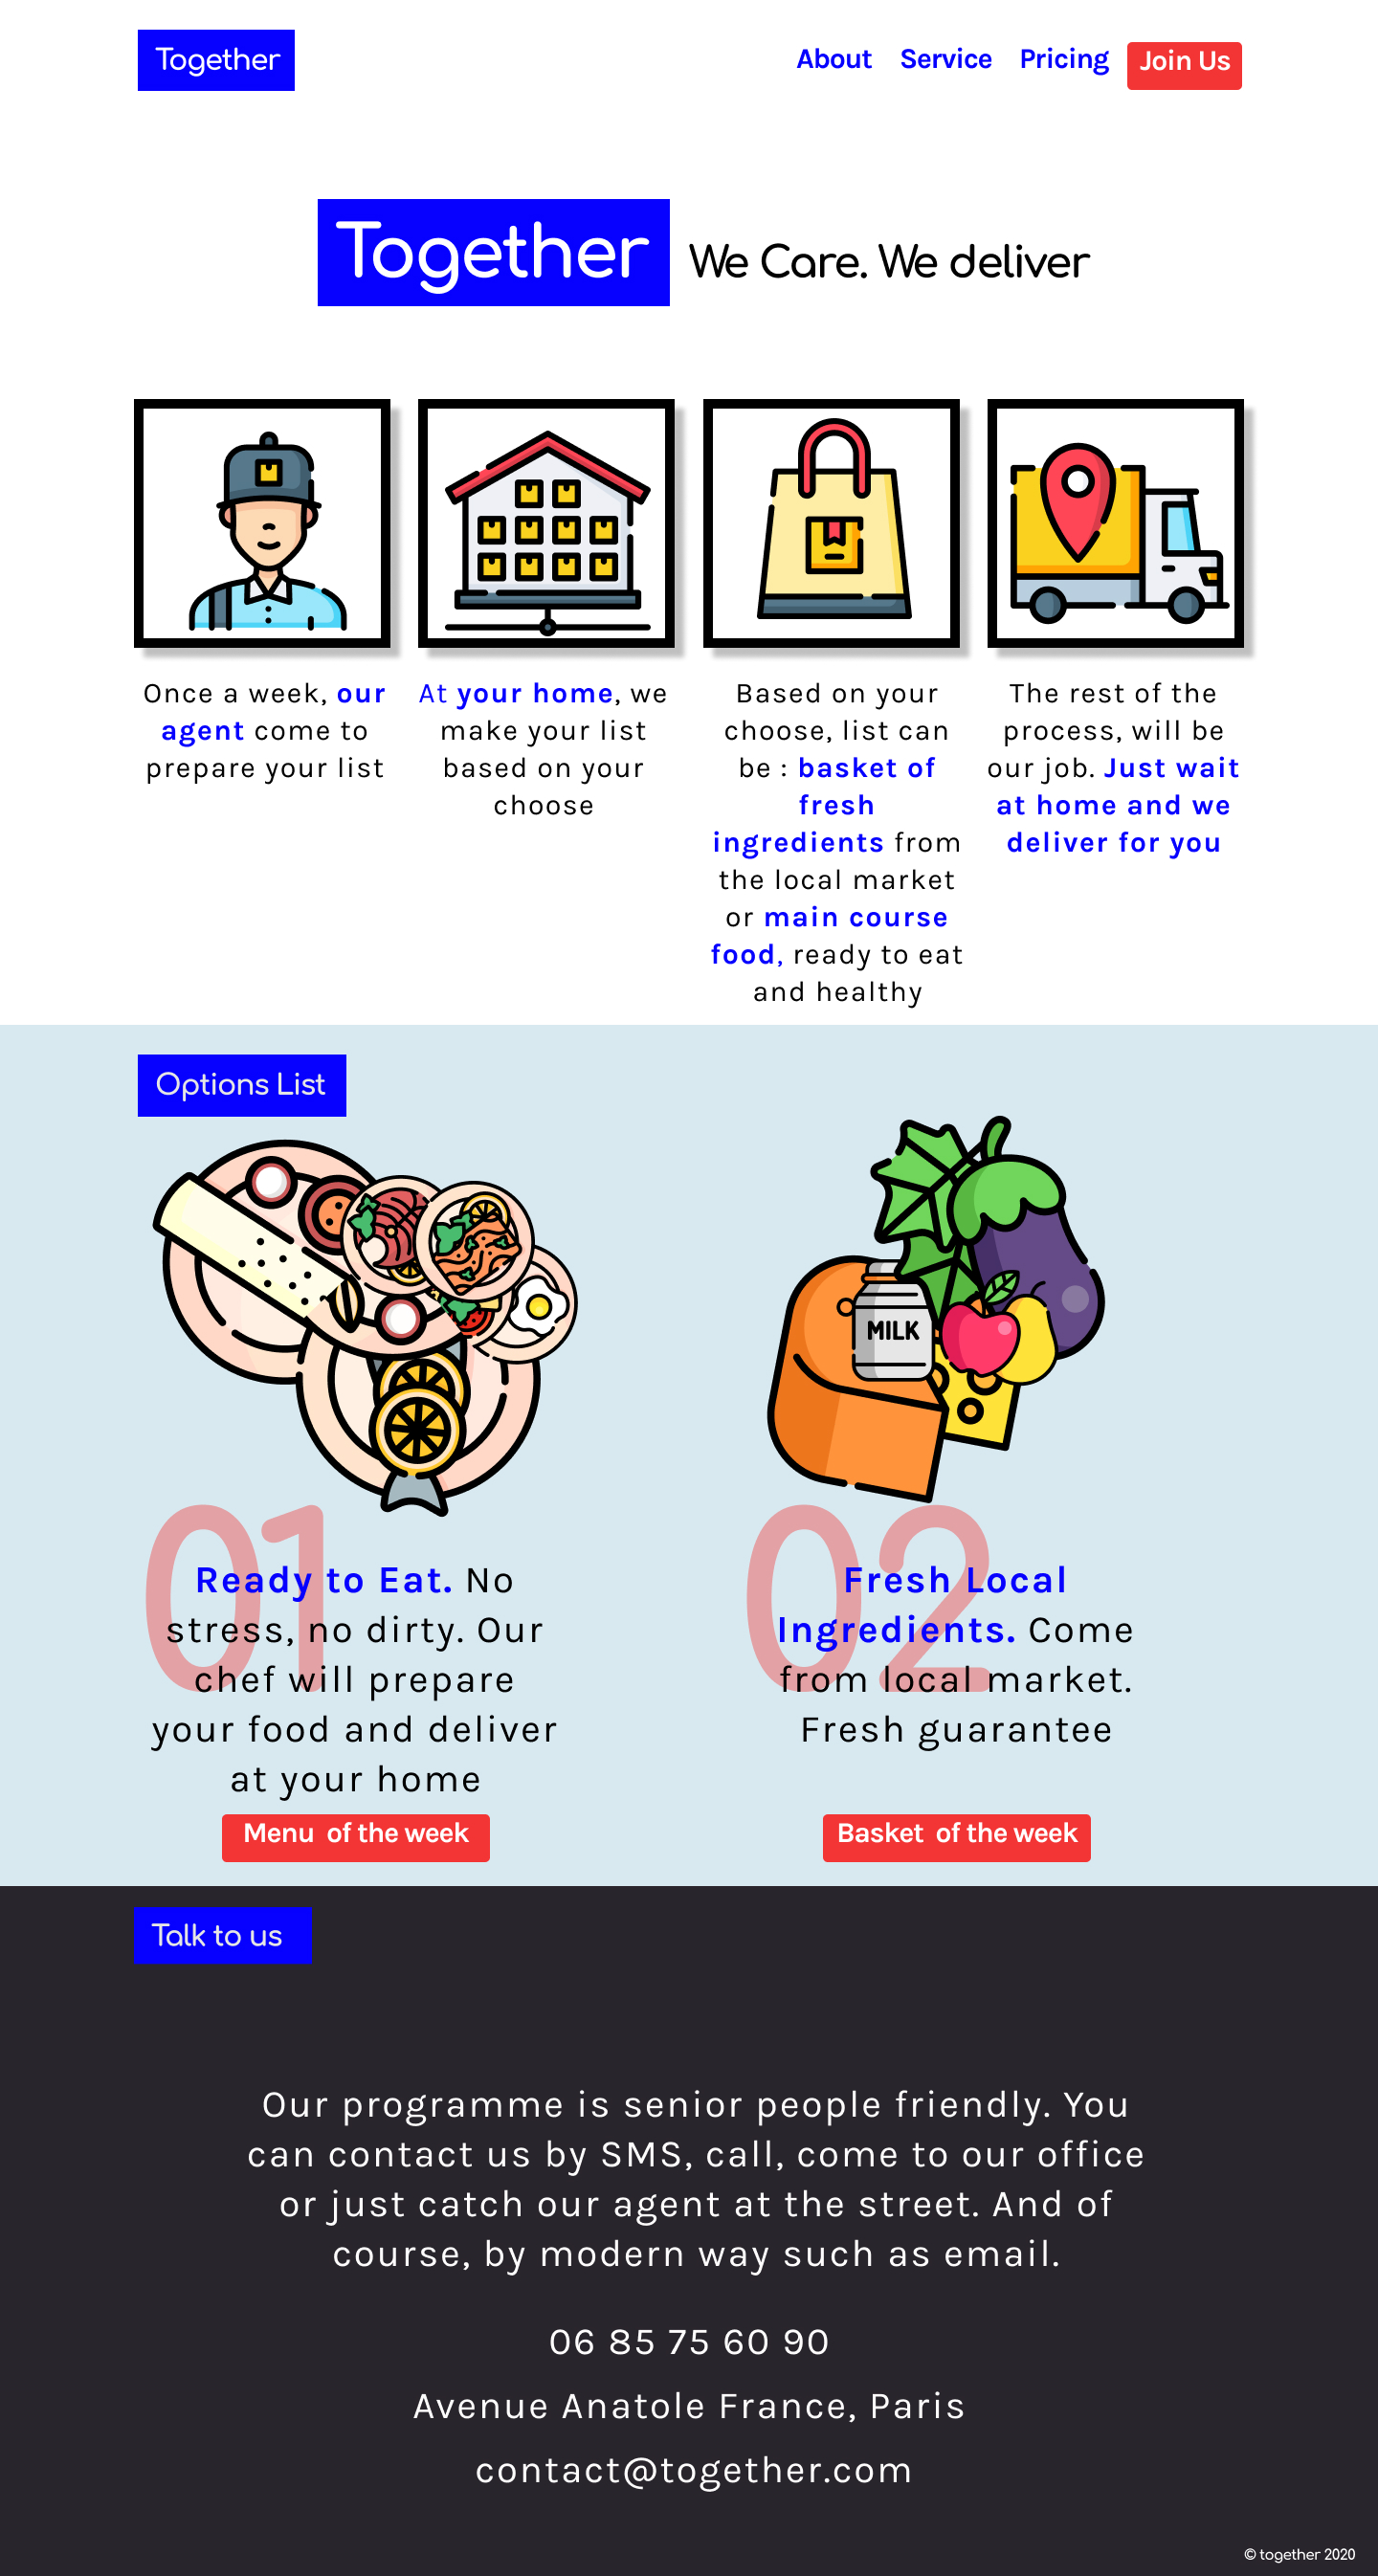 Together
About Service Pricing Join Us
Together We Care. We deliver
Once a week, our
agent come to
prepare your list
At your home, we
make your list
based on your
choose
Based on your
choose, list can
be : basket of
fresh
ingredients from
the local market
or main course
food, ready to eat
and healthy
The rest of the
process, will be
our job. Just wait
at home and we
deliver for you
Options List
MILK
01
Ready to Eat. No
stress, no dirty. Our
chef will prepare
your food and deliver
at your home
Menu of the week
02
Fresh Local
Ingredients. Come
from local market.
Fresh guarantee
Basket of the week
Talk to us
Our programme is senior people friendly. You
can contact us by SMS, call, come to our office
or just catch our agent at the street. And of
course, by modern way such as email.
06 85 75 60 90
Avenue Anatole France, Paris
contact@together.com
© together 2020